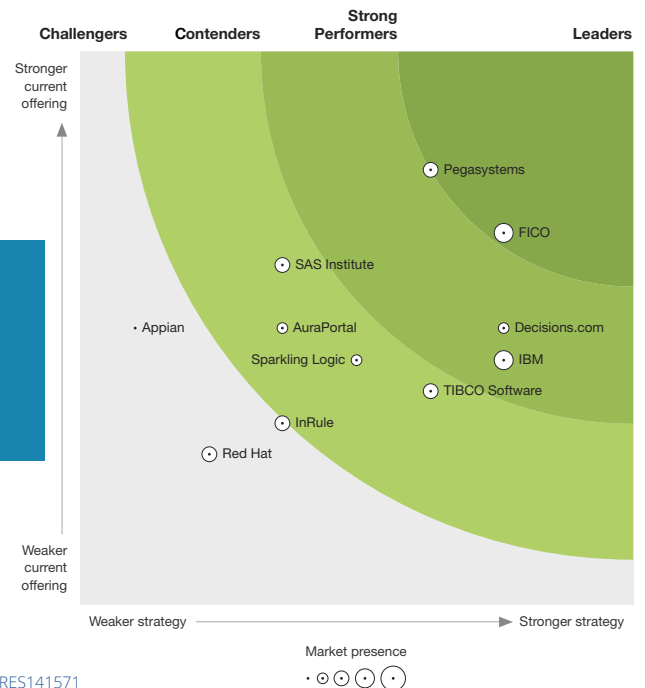 Challengers
Contenders
Strong
Performers
Leaders
Stronger
current
offering
Pegasystems
FICO
SAS Institute
Appian
AuraPortal
Decisions.com
Sparkling Logic
IBM
TIBCO Software
InRule
Red Hat
Weaker
current
offering
Weaker strategy
Stronger strategy
Market presence
RES141571